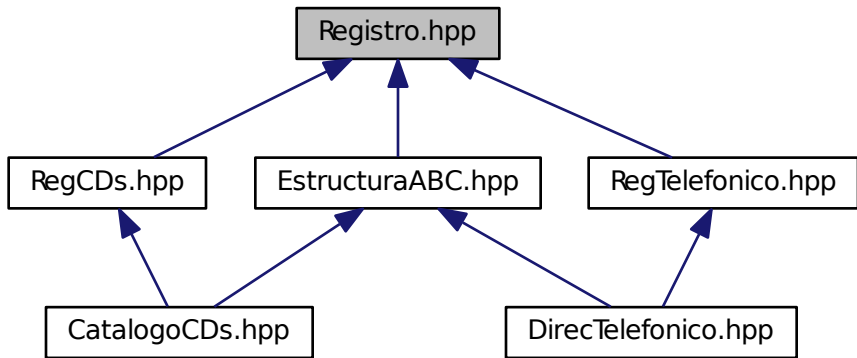 Registro.hpp
RegCDs.hpp
EstructuraABC.hpp
RegTelefonico.hpp
CatalogoCDs.hpp
DirecTelefonico.hpp